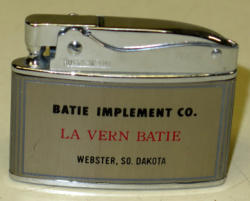 BATIE IMPLEMENT CO.
LA VERN BATIE
WEBSTER, SO. DAKOTA